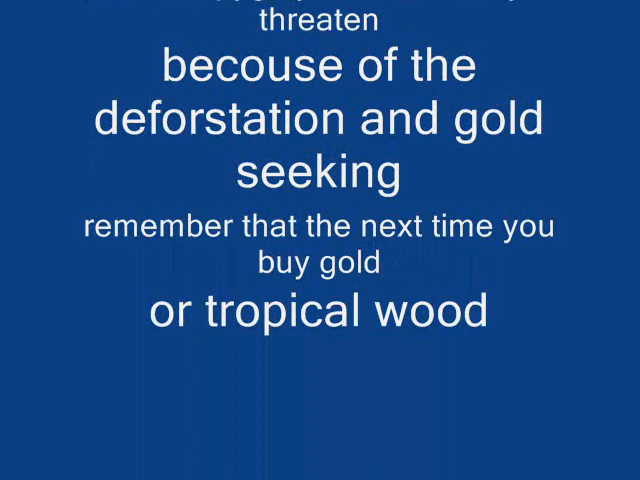 threaten
becouse of the
deforstation and gold
seeking
remember that the next time you
buy gold
or tropical wood